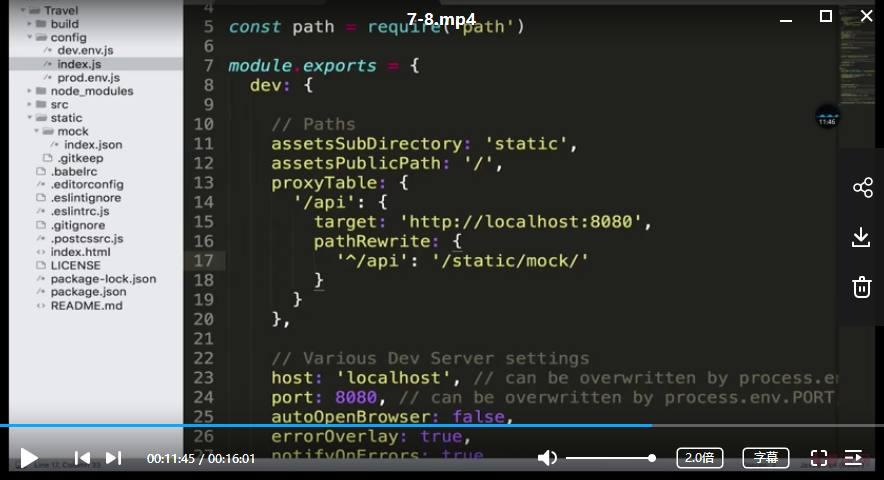 7-8.mp4
Travel
build
config
dev.env.js
index.js
prod.env.js
node_modules
src
static
mock
index.json
.gitkeep
.babelrc
.editorconfig
.eslintignore
.eslintrc.js
.gitignore
.postcssrc.js
index.html
LICENSE
package-lock.json
package.json
README.md
4
5 const path = require('path')
6
7 module.exports = {
8 dev: {
9
10 // Paths
11 assetsSubDirectory: 'static',
12 assetsPublicPath: '/',
13 proxyTable: {
14 '/api': {
15 target: 'http://localhost:8080',
16 pathRewrite: {
17 '^/api': '/static/mock/'
18 }
19 }
20 },
21
22 // Various Dev Server settings
23 host: 'localhost', // can be overwritten by process.en
24 port: 8080, // can be overwritten by process.env.PORT
25 autoOpenBrowser: false,
26 errorOverlay: true,
27 notifyOnErrors: true,
11:46
00:11:45 / 00:16:01
2.0倍
字幕